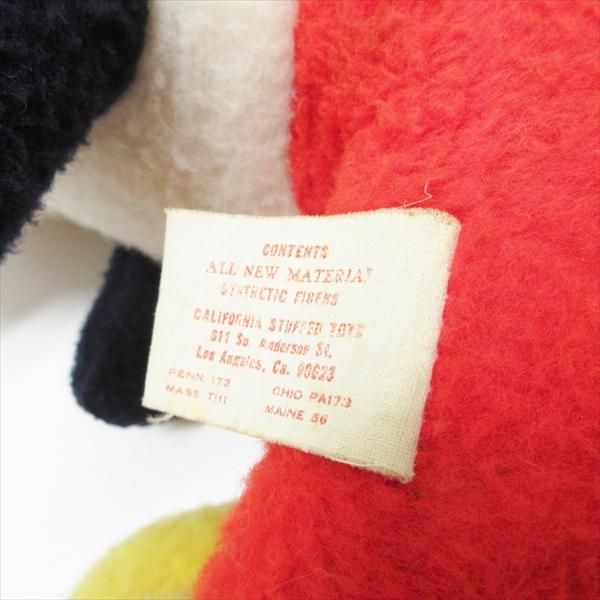 CONTENTS
ALL NEW MATERIAL
SYNTHETIC FIBERS
CALIFORNIA STUFFED TOYS
611 So. Anderson St.
Los Angeles, Ca. 90023
PENN. 173 OHIO PA173
MASS. T111 MAINE 56